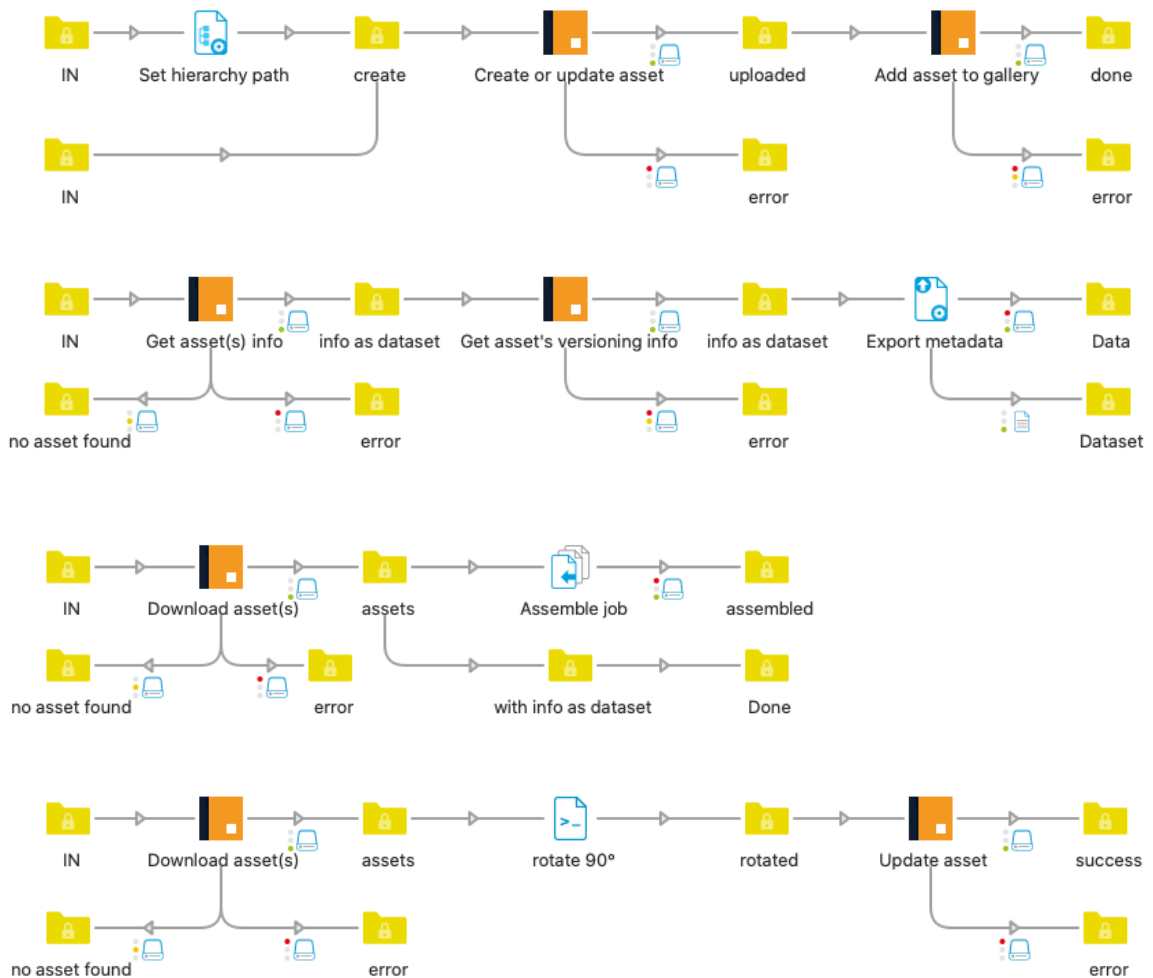 IN Set hierarchy path create Create or update asset uploaded Add asset to gallery done
IN error error
IN Get asset(s) info info as dataset Get asset's versioning info info as dataset Export metadata Data
no asset found error error Dataset
IN Download asset(s) assets Assemble job assembled
no asset found error with info as dataset Done
IN Download asset(s) assets rotate 90º rotated Update asset success
no asset found error error